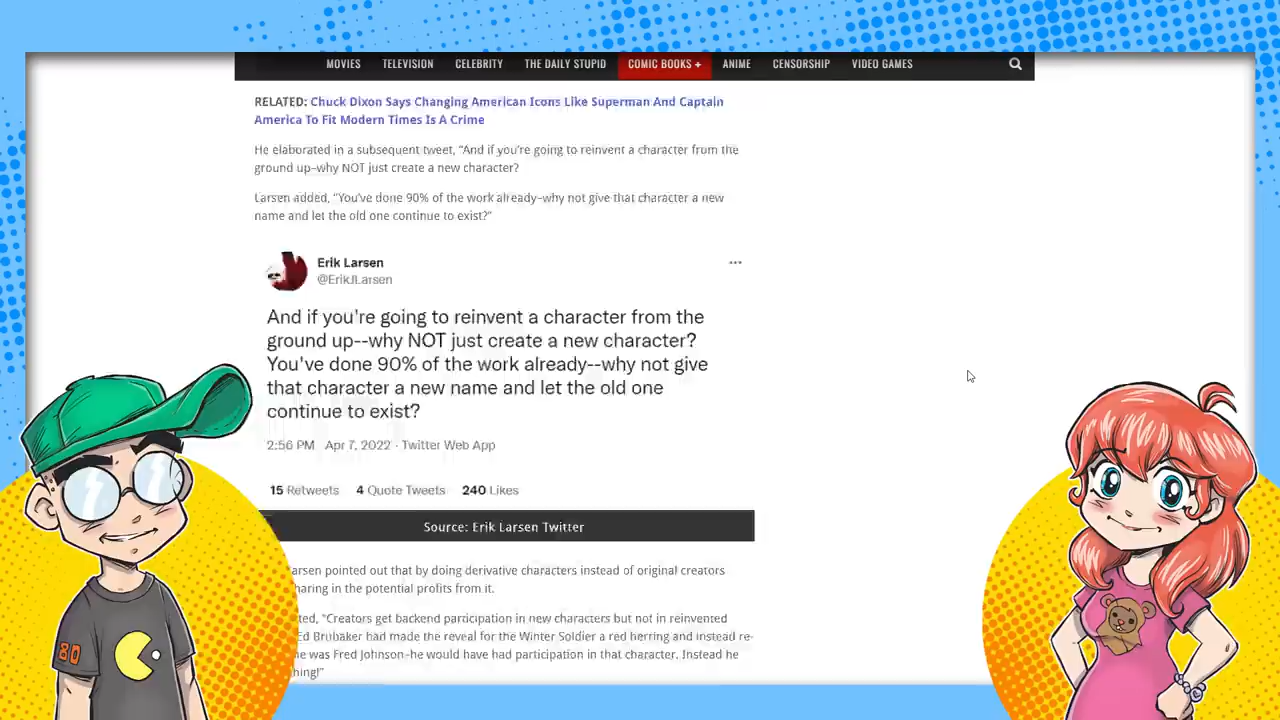 MOVIES TELEVISION CELEBRITY THE DAILY STUPID COMIC BOOKS + ANIME CENSORSHIP VIDEO GAMES
RELATED: Chuck Dixon Says Changing American Icons Like Superman And Captain
America To Fit Modern Times Is A Crime
He elaborated in a subsequent tweet, “And if you’re going to reinvent a character from the
ground up–why NOT just create a new character?
Larsen added, “You’ve done 90% of the work already–why not give that character a new
name and let the old one continue to exist?”
Erik Larsen
@ErikJLarsen
And if you're going to reinvent a character from the
ground up--why NOT just create a new character?
You've done 90% of the work already--why not give
that character a new name and let the old one
continue to exist?
2:56 PM Apr 7, 2022 · Twitter Web App
15 Retweets 4 Quote Tweets 240 Likes
Source: Erik Larsen Twitter
arsen pointed out that by doing derivative characters instead of original creators
haring in the potential profits from it.
ted, “Creators get backend participation in new characters but not in reinvented
Ed Brubaker had made the reveal for the Winter Soldier a red herring and instead re-
he was Fred Johnson–he would have had participation in that character. Instead he
hing!”
80